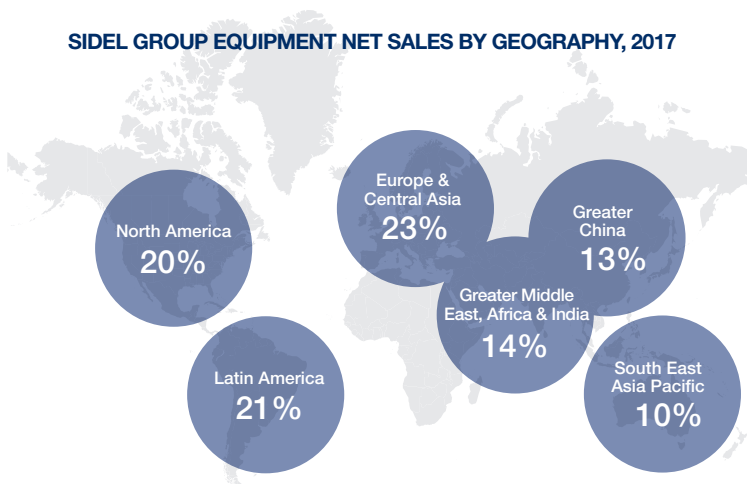 SIDEL GROUP EQUIPMENT NET SALES BY GEOGRAPHY, 2017
North America
20%
Latin America
21%
Europe &
Central Asia
23%
Greater Middle
East, Africa & India
14%
Greater
China
13%
South East
Asia Pacific
10%